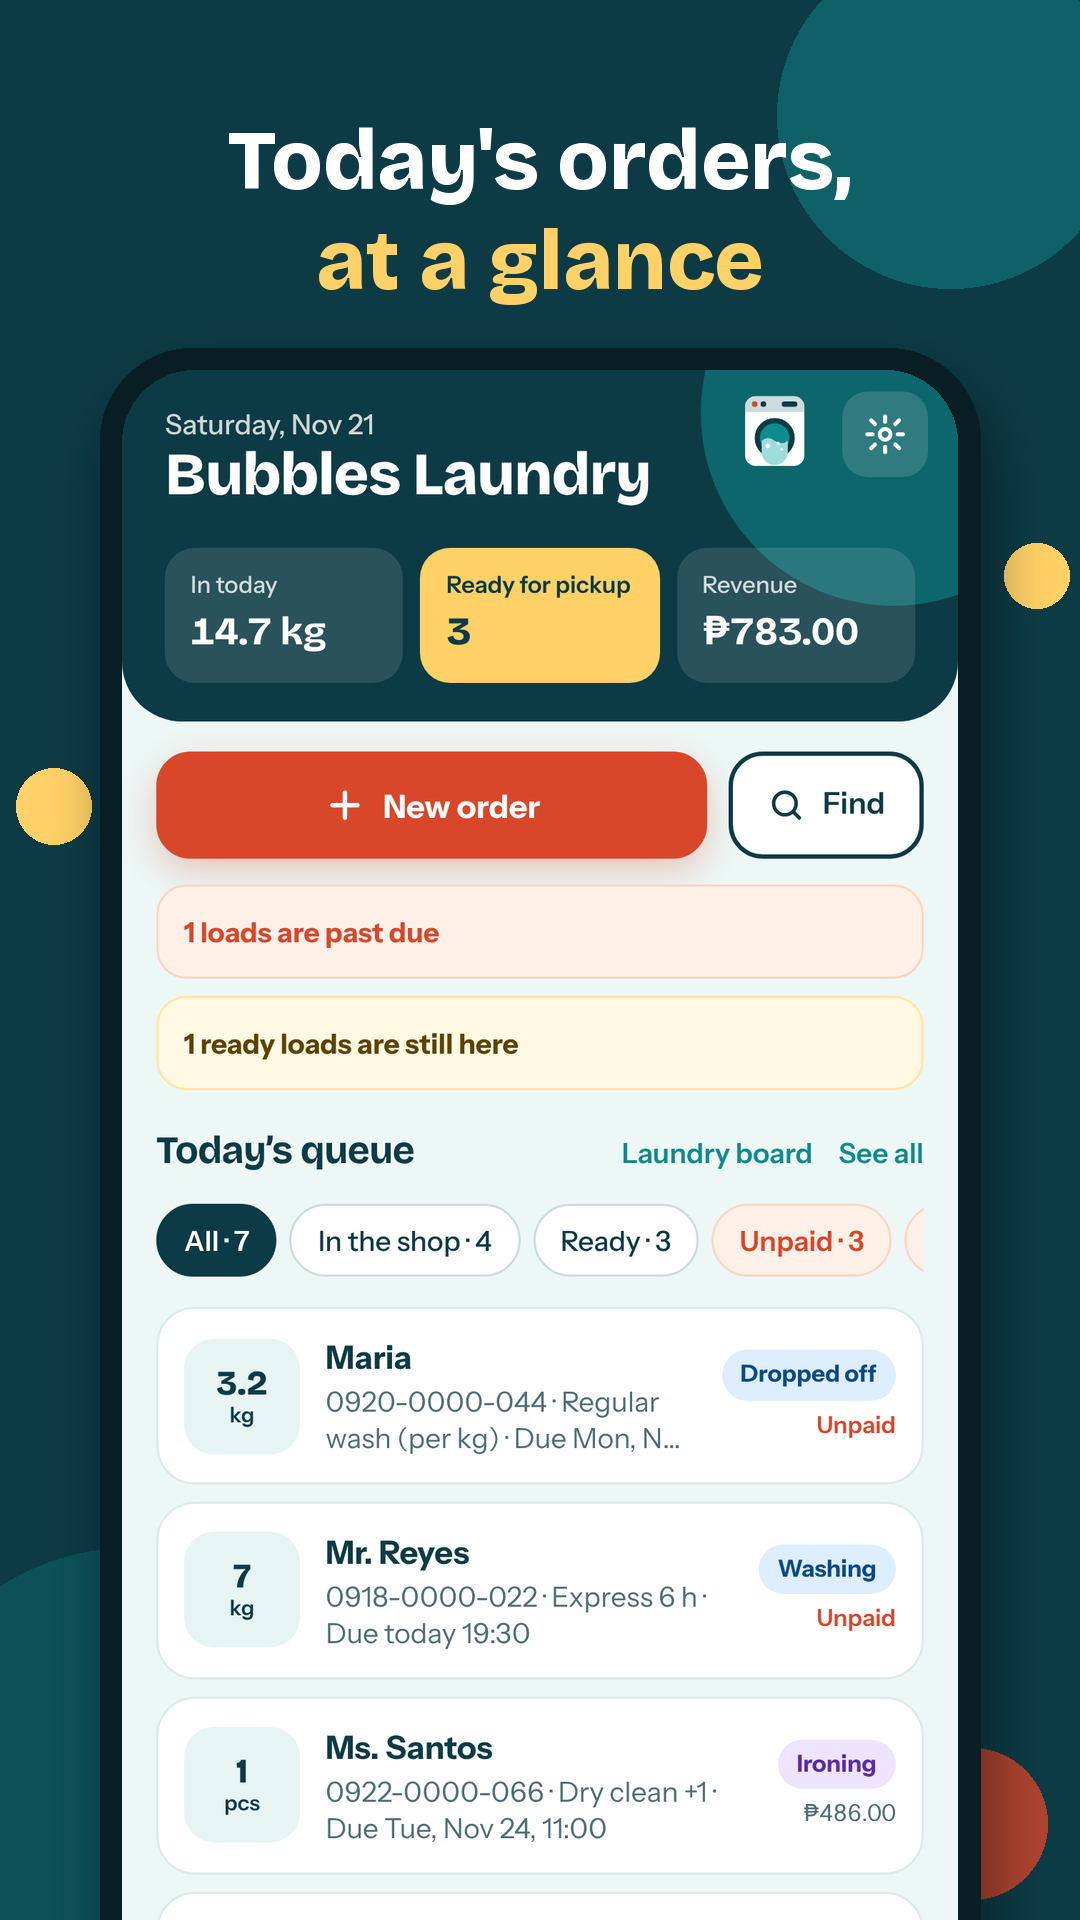 Today's orders,
at a glance
Saturday, Nov 21
Bubbles Laundry
In today
14.7 kg
Ready for pickup
3
Revenue
₱783.00
New order
Find
1 loads are past due
1 ready loads are still here
Today's queue
Laundry board
See all
All · 7
In the shop · 4
Ready · 3
Unpaid · 3
3.2
kg
Maria
0920-0000-044 · Regular
wash (per kg) · Due Mon, N...
Dropped off
Unpaid
7
kg
Mr. Reyes
0918-0000-022 · Express 6 h ·
Due today 19:30
Washing
Unpaid
1
pcs
Ms. Santos
0922-0000-066 · Dry clean +1 ·
Due Tue, Nov 24, 11:00
Ironing
₱486.00